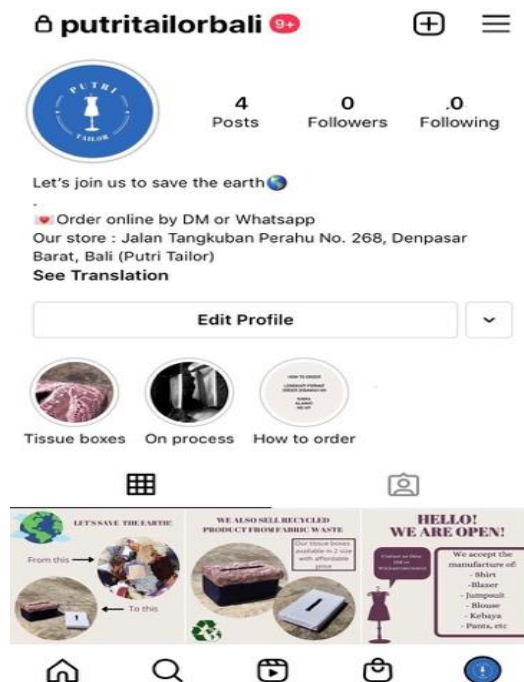 putritailorbali 9+
PUTRI
TAILOR
4 0 .0
Posts Followers Following
Let's join us to save the earth
.
Order online by DM or Whatsapp
Our store : Jalan Tangkuban Perahu No. 268, Denpasar
Barat, Bali (Putri Tailor)
See Translation
Edit Profile
Tissue boxes On process How to order
HOW TO ORDER
LET'S SAVE THE EARTH!
From this
To this
WE ALSO SELL RECYCLED
PRODUCT FROM FABRIC WASTE
Our tissue boxes
available in 2 size
with affordable
price
HELLO!
WE ARE OPEN!
We accept the
manufacture of:
- Shirt
-Blazer
- Jumpsuit
- Blouse
- Kebaya
- Pants, etc